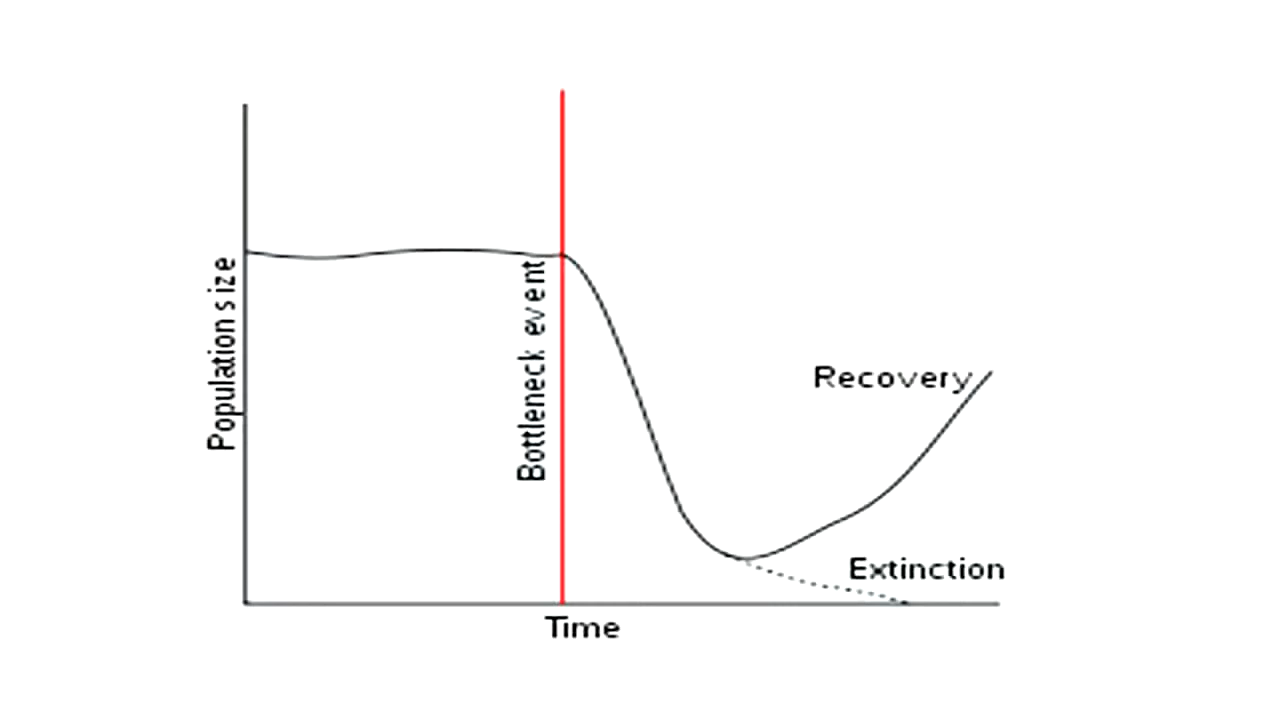 Population size
Bottleneck event
Recovery
Extinction
Time